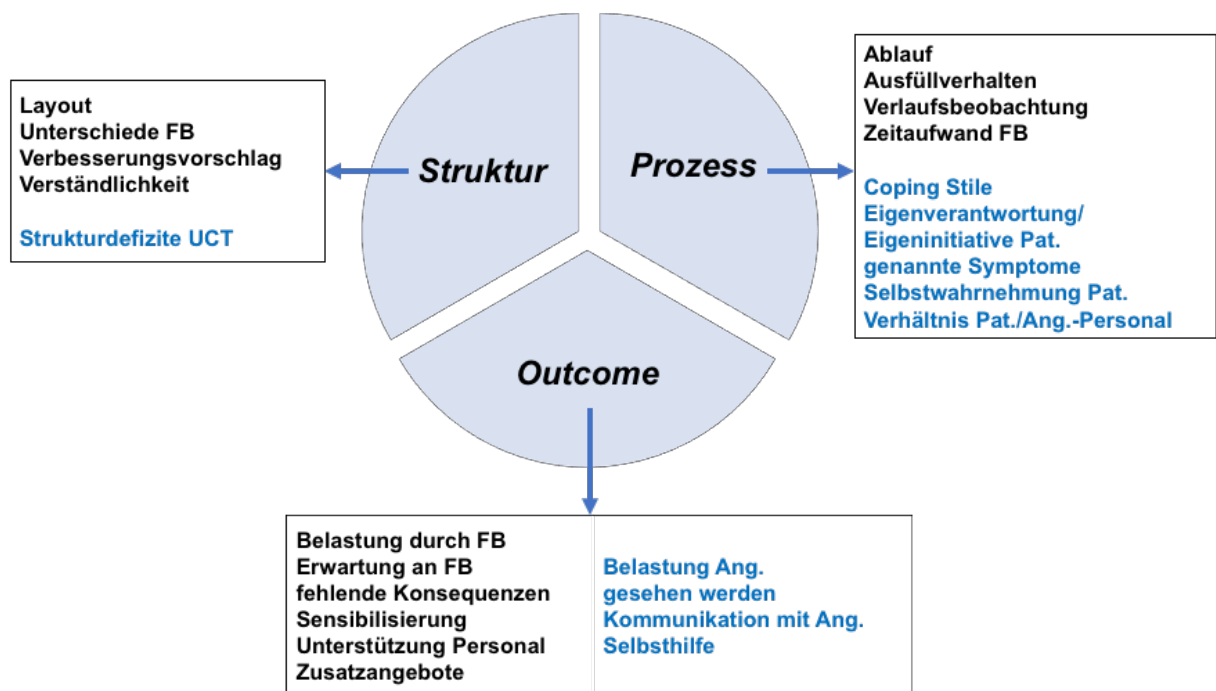 Struktur
Prozess
Outcome
Layout
Unterschiede FB
Verbesserungsvorschlag
Verständlichkeit
Strukturdefizite UCT
Ablauf
Ausfüllverhalten
Verlaufsbeobachtung
Zeitaufwand FB
Coping Stile
Eigenverantwortung/
Eigeninitiative Pat.
genannte Symptome
Selbstwahrnehmung Pat.
Verhältnis Pat./Ang.-Personal
Belastung durch FB
Erwartung an FB
fehlende Konsequenzen
Sensibilisierung
Unterstützung Personal
Zusatzangebote
Belastung Ang.
gesehen werden
Kommunikation mit Ang.
Selbsthilfe